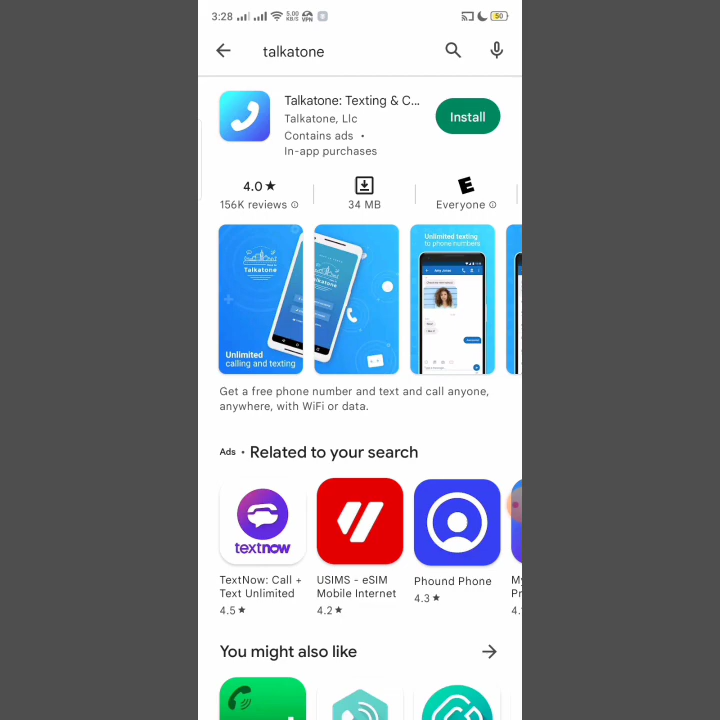 3:28 5.00 KB/S VPN 50
talkatone
Talkatone: Texting & C...
Talkatone, Llc
Contains ads •
In-app purchases
Install
4.0★
156K reviews
34 MB
E
Everyone
Talkatone
Unlimited
calling and texting
Talkatone
Unlimited texting
to phone numbers
Get a free phone number and text and call anyone,
anywhere, with WiFi or data.
Ads • Related to your search
textnow
TextNow: Call +
Text Unlimited
4.5★
USIMS - eSIM
Mobile Internet
4.2★
Phound Phone
4.3★
You might also like